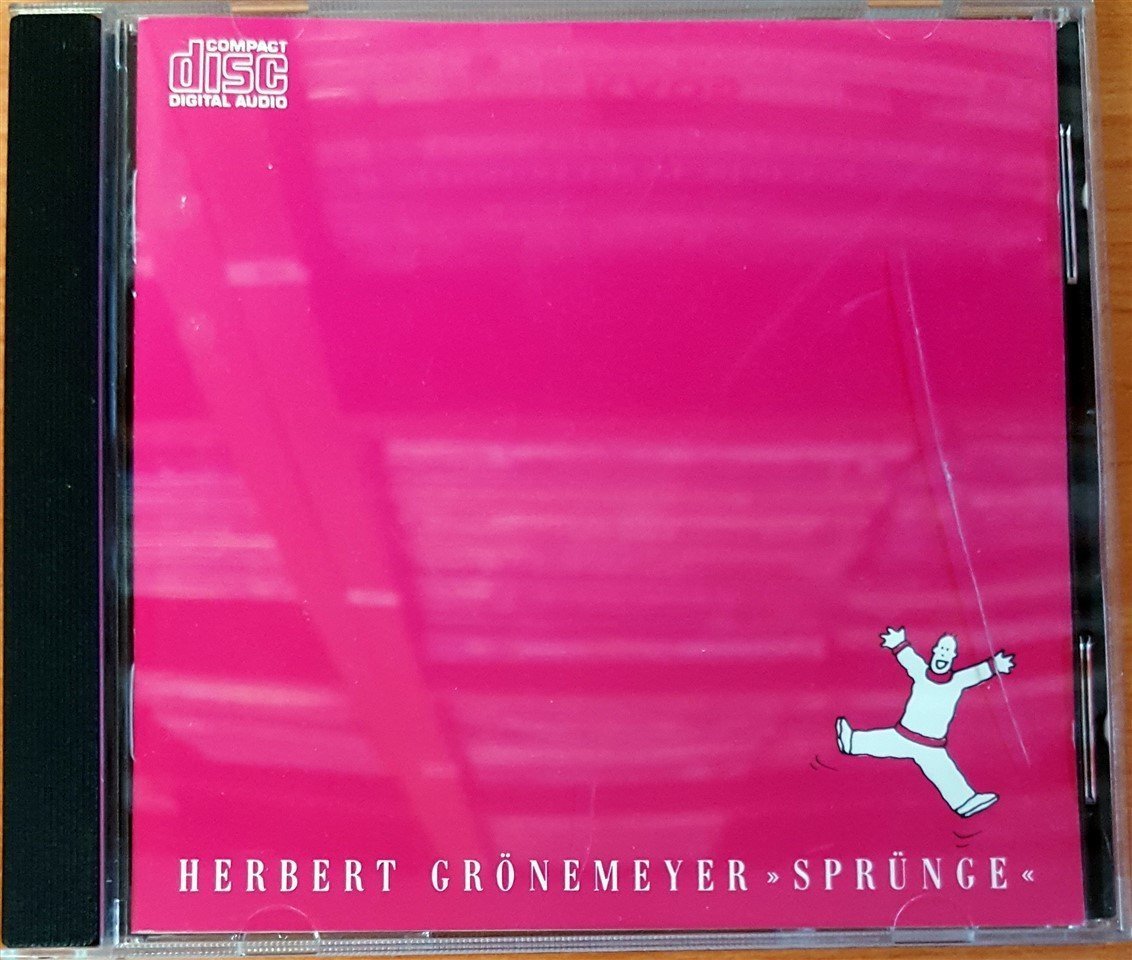 COMPACT
disc
DIGITAL AUDIO
HERBERT GRÖNEMEYER »SPRÜNGE«